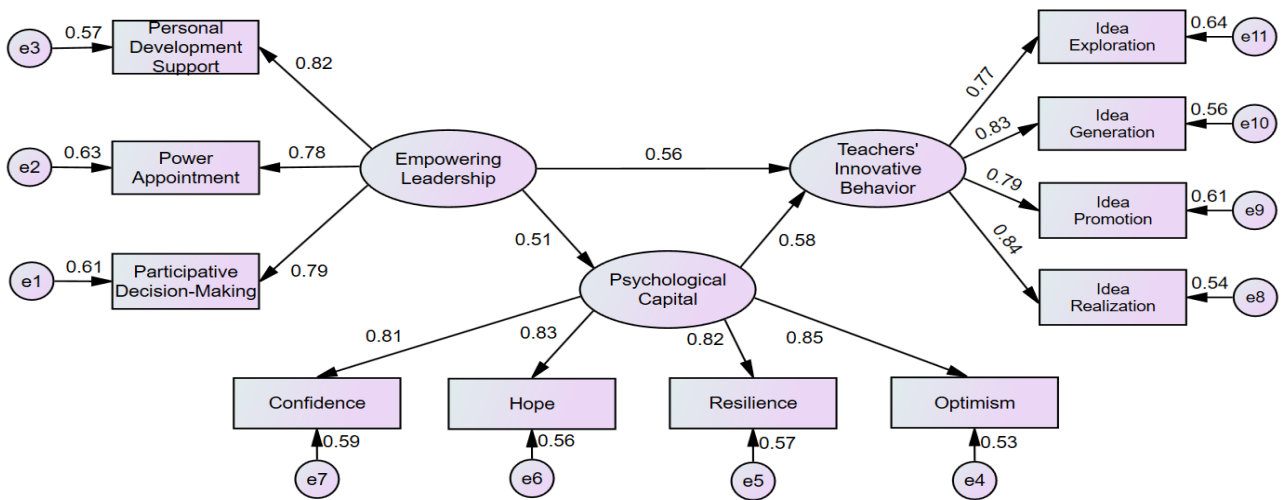 e3
0.57
Personal
Development
Support
0.82
e2
0.63
Power
Appointment
0.78
e1
0.61
Participative
Decision-Making
0.79
Empowering
Leadership
0.56
0.51
Teachers'
Innovative
Behavior
0.58
Psychological
Capital
0.77
Idea
Exploration
0.64
e11
0.83
Idea
Generation
0.56
e10
0.79
Idea
Promotion
0.61
e9
0.84
Idea
Realization
0.54
e8
0.81
0.83
0.82
0.85
Confidence
Hope
Resilience
Optimism
0.59
0.56
0.57
0.53
e7
e6
e5
e4